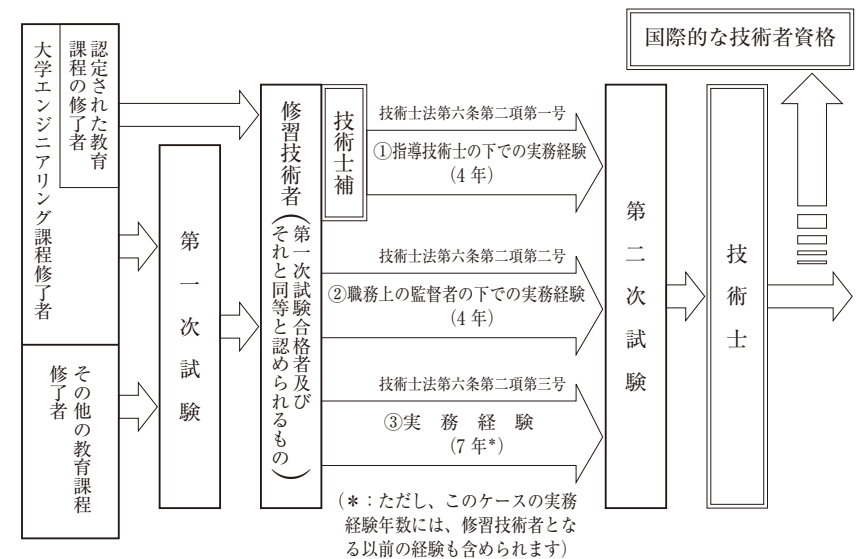 国際的な技術者資格
大学エンジニアリング課程修了者
認定された教育
課程の修了者
その他の教育課程
修了者
第一次試験
修習技術者
(第一次試験合格者及び
それと同等と認められるもの)
技術士補
技術士法第六条第二項第一号
①指導技術士の下での実務経験
(4 年)
技術士法第六条第二項第二号
②職務上の監督者の下での実務経験
(4 年)
技術士法第六条第二項第三号
③実 務 経 験
(7 年*)
(*:ただし、このケースの実務
経験年数には、修習技術者とな
る以前の経験も含められます)
第二次試験
技術士